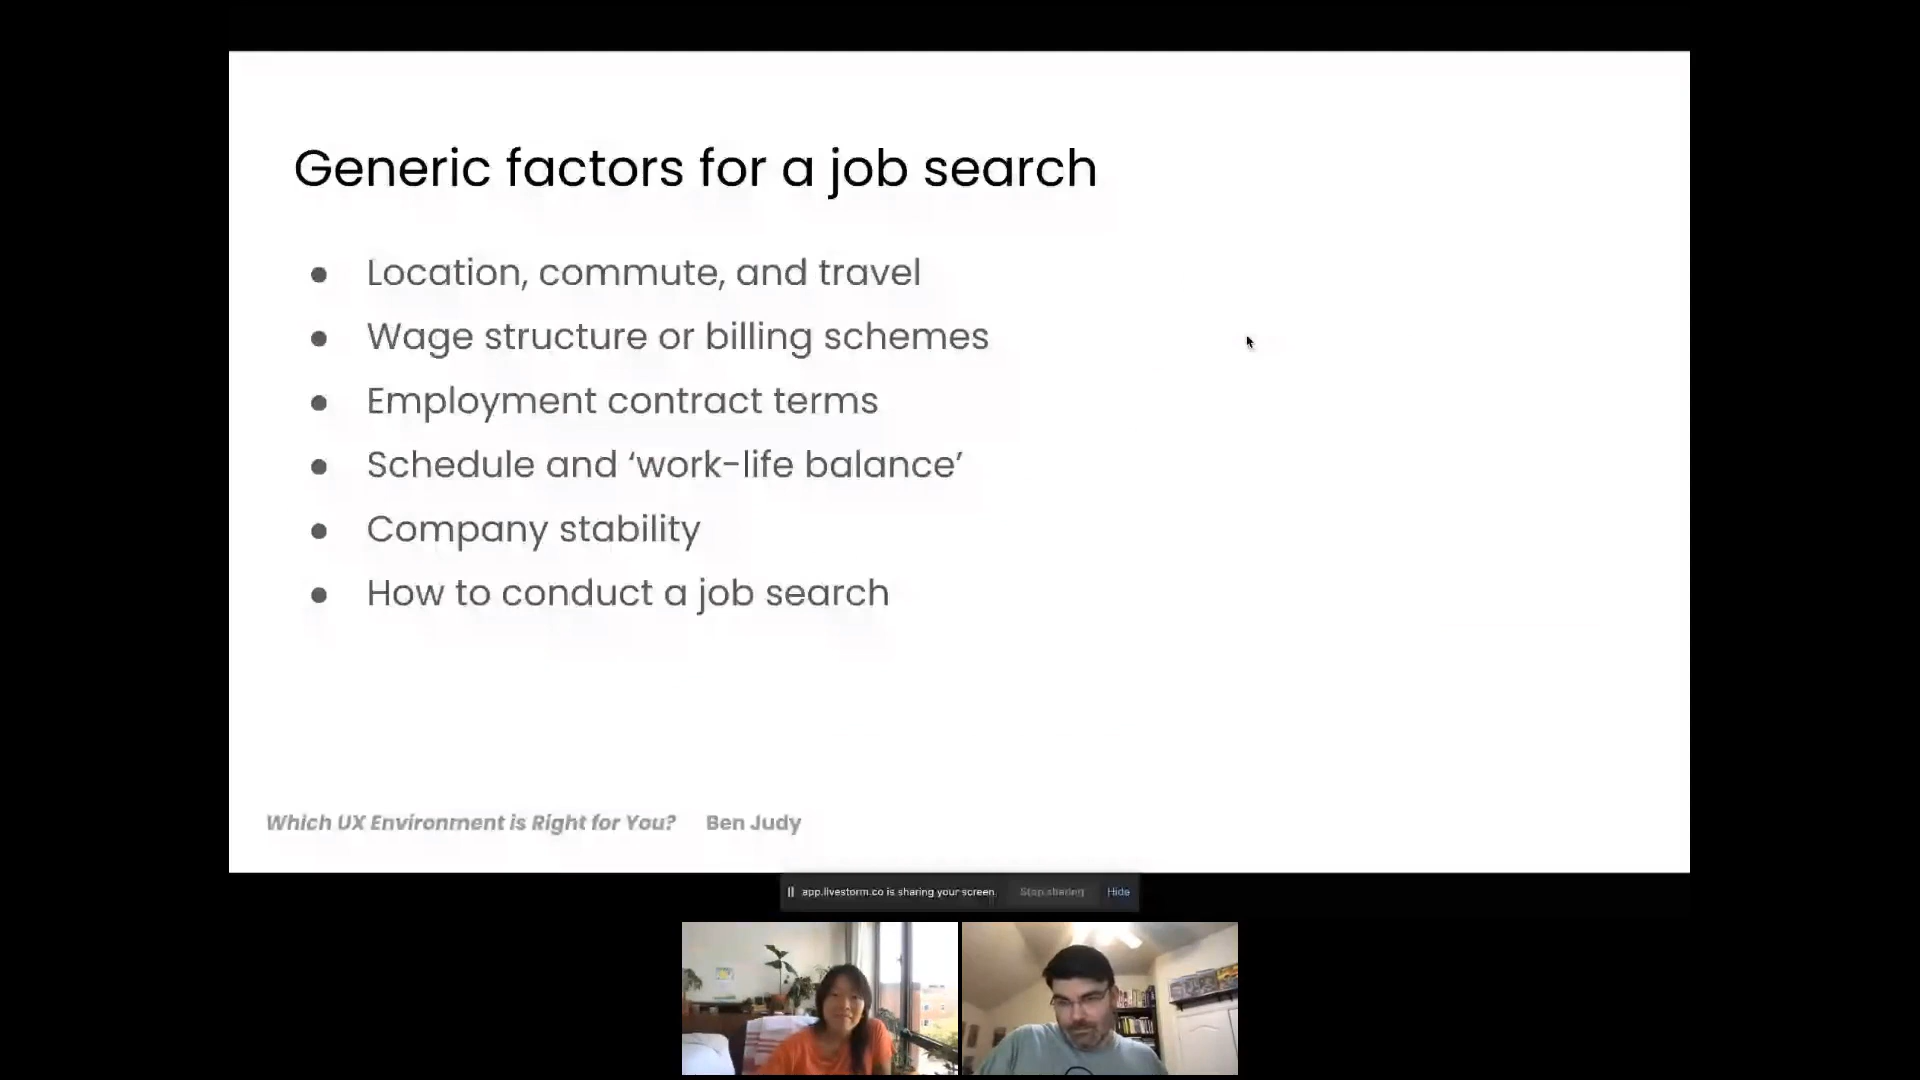 Generic factors for a job search
● Location, commute, and travel
● Wage structure or billing schemes
● Employment contract terms
● Schedule and ‘work-life balance’
● Company stability
● How to conduct a job search
Which UX Environment is Right for You? Ben Judy
app.livestorm.co is sharing your screen. Stop sharing Hide